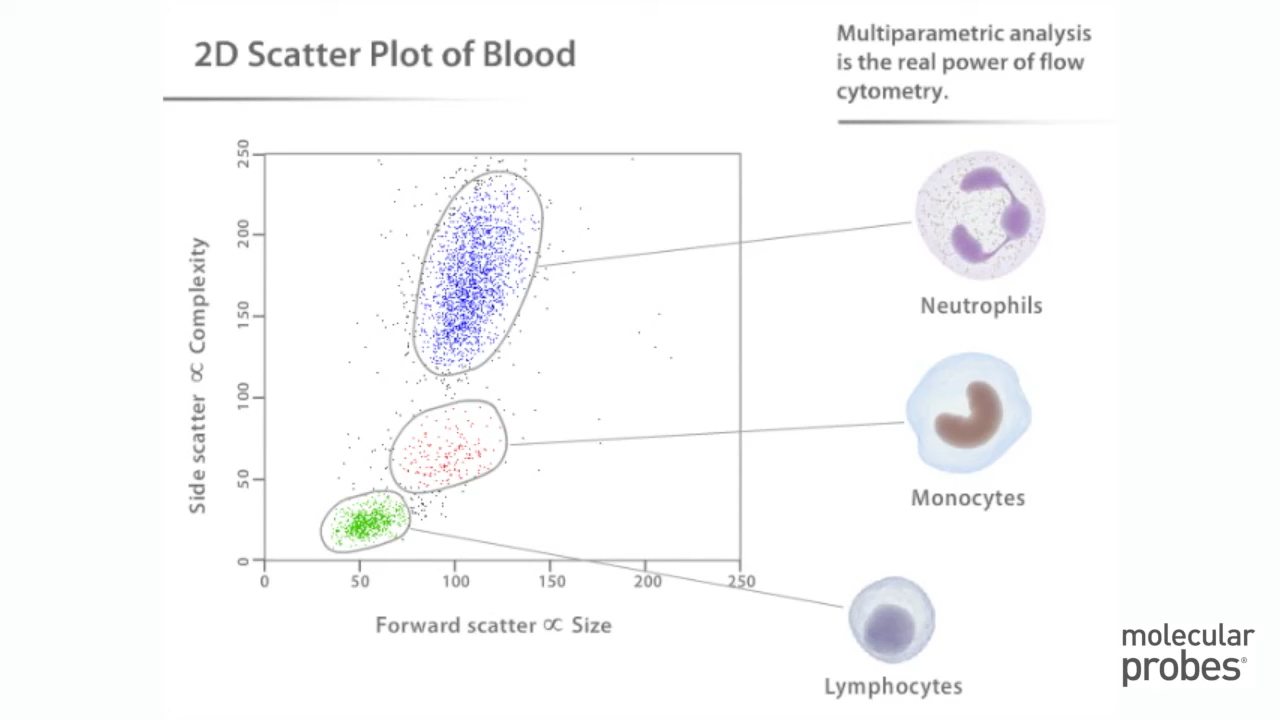 2D Scatter Plot of Blood
Multiparametric analysis
is the real power of flow
cytometry.
250
200
150
100
50
0
Side scatter ∝ Complexity
0
50
100
150
200
250
Forward scatter ∝ Size
Neutrophils
Monocytes
Lymphocytes
molecular
probes®